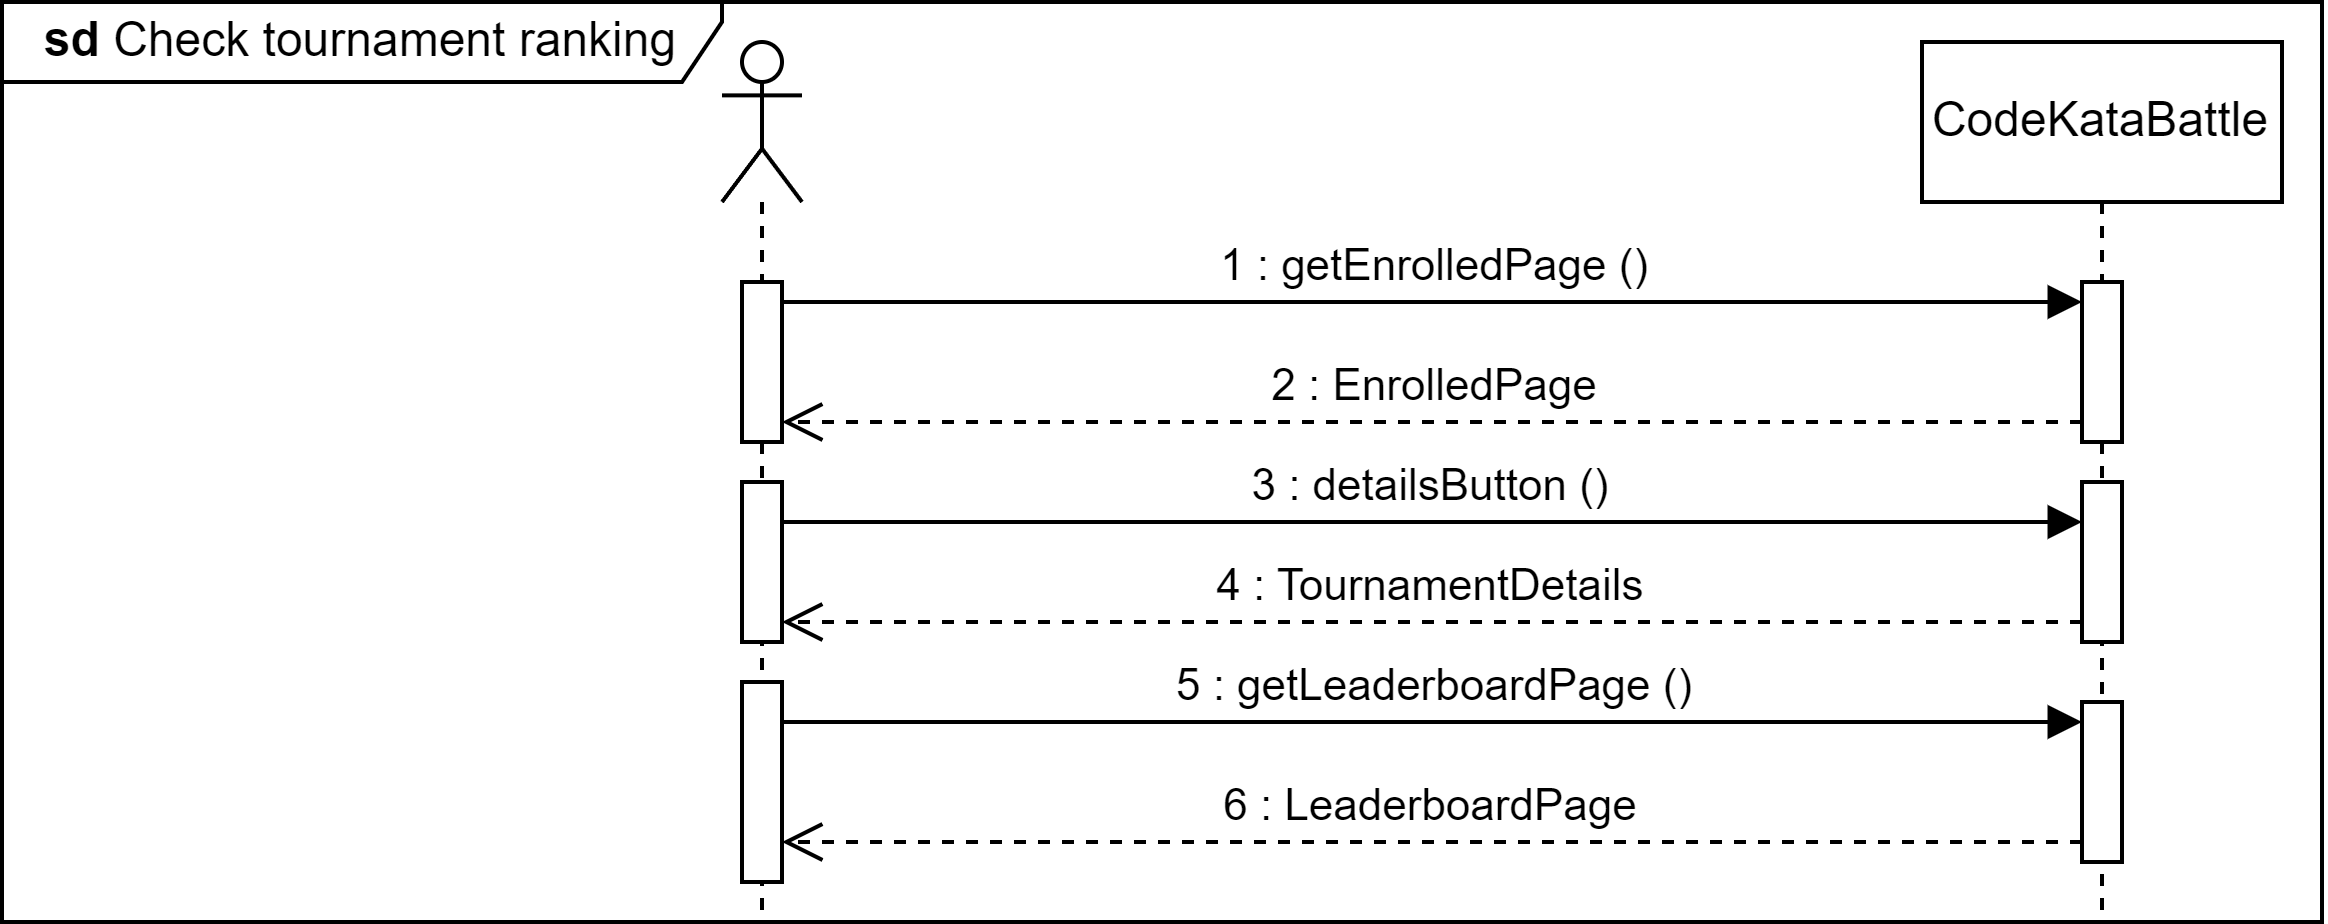 sd Check tournament ranking
CodeKataBattle
1 : getEnrolledPage ()
2 : EnrolledPage
3 : detailsButton ()
4 : TournamentDetails
5 : getLeaderboardPage ()
6 : LeaderboardPage